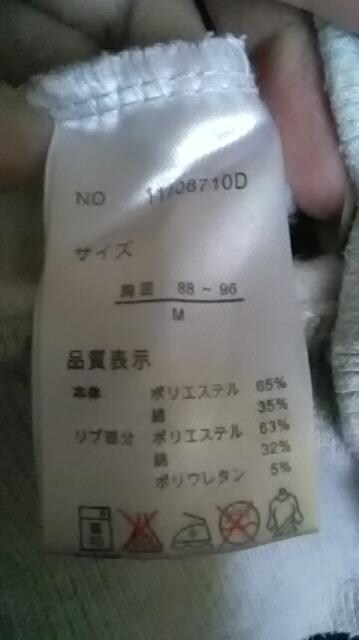 NO 11708710D
サイズ
胸囲 88 ~ 96
M
品質表示
本体 ポリエステル 65%
綿 35%
リブ部分 ポリエステル 63%
綿 32%
ポリウレタン 5%